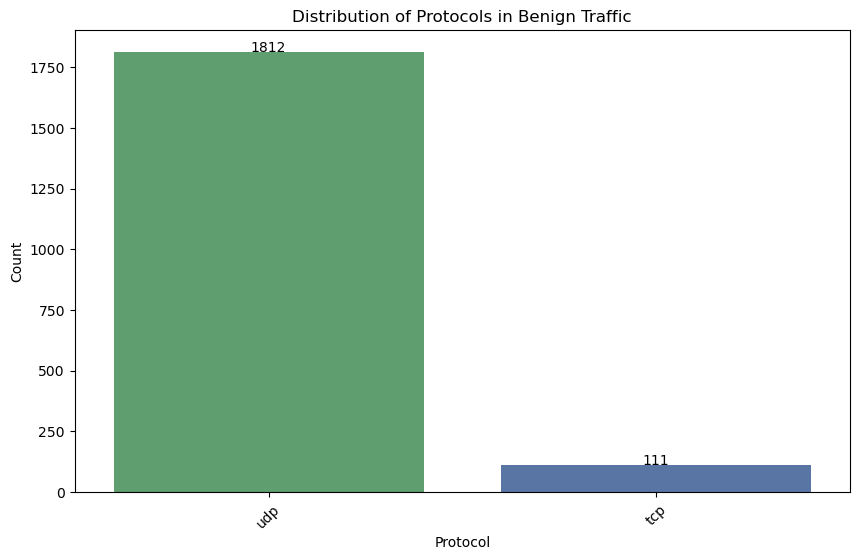 Distribution of Protocols in Benign Traffic
1812
111
1750
1500
1250
1000
750
500
250
0
Count
udp
tcp
Protocol